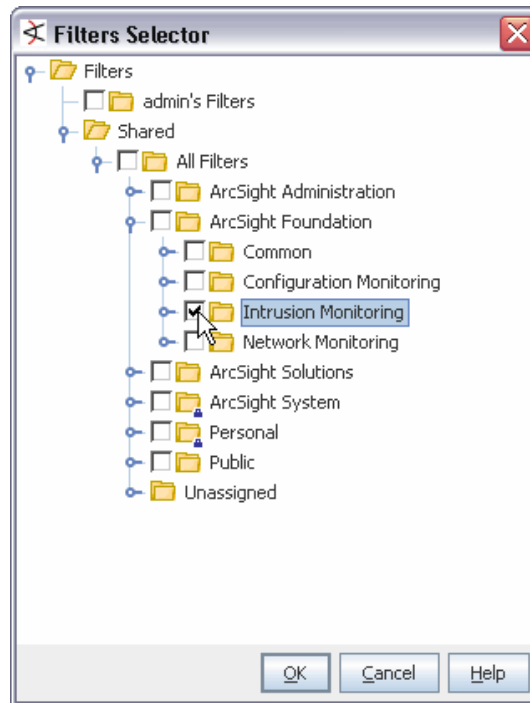 Filters Selector
Filters
admin's Filters
Shared
All Filters
ArcSight Administration
ArcSight Foundation
Common
Configuration Monitoring
Intrusion Monitoring
Network Monitoring
ArcSight Solutions
ArcSight System
Personal
Public
Unassigned
OK Cancel Help